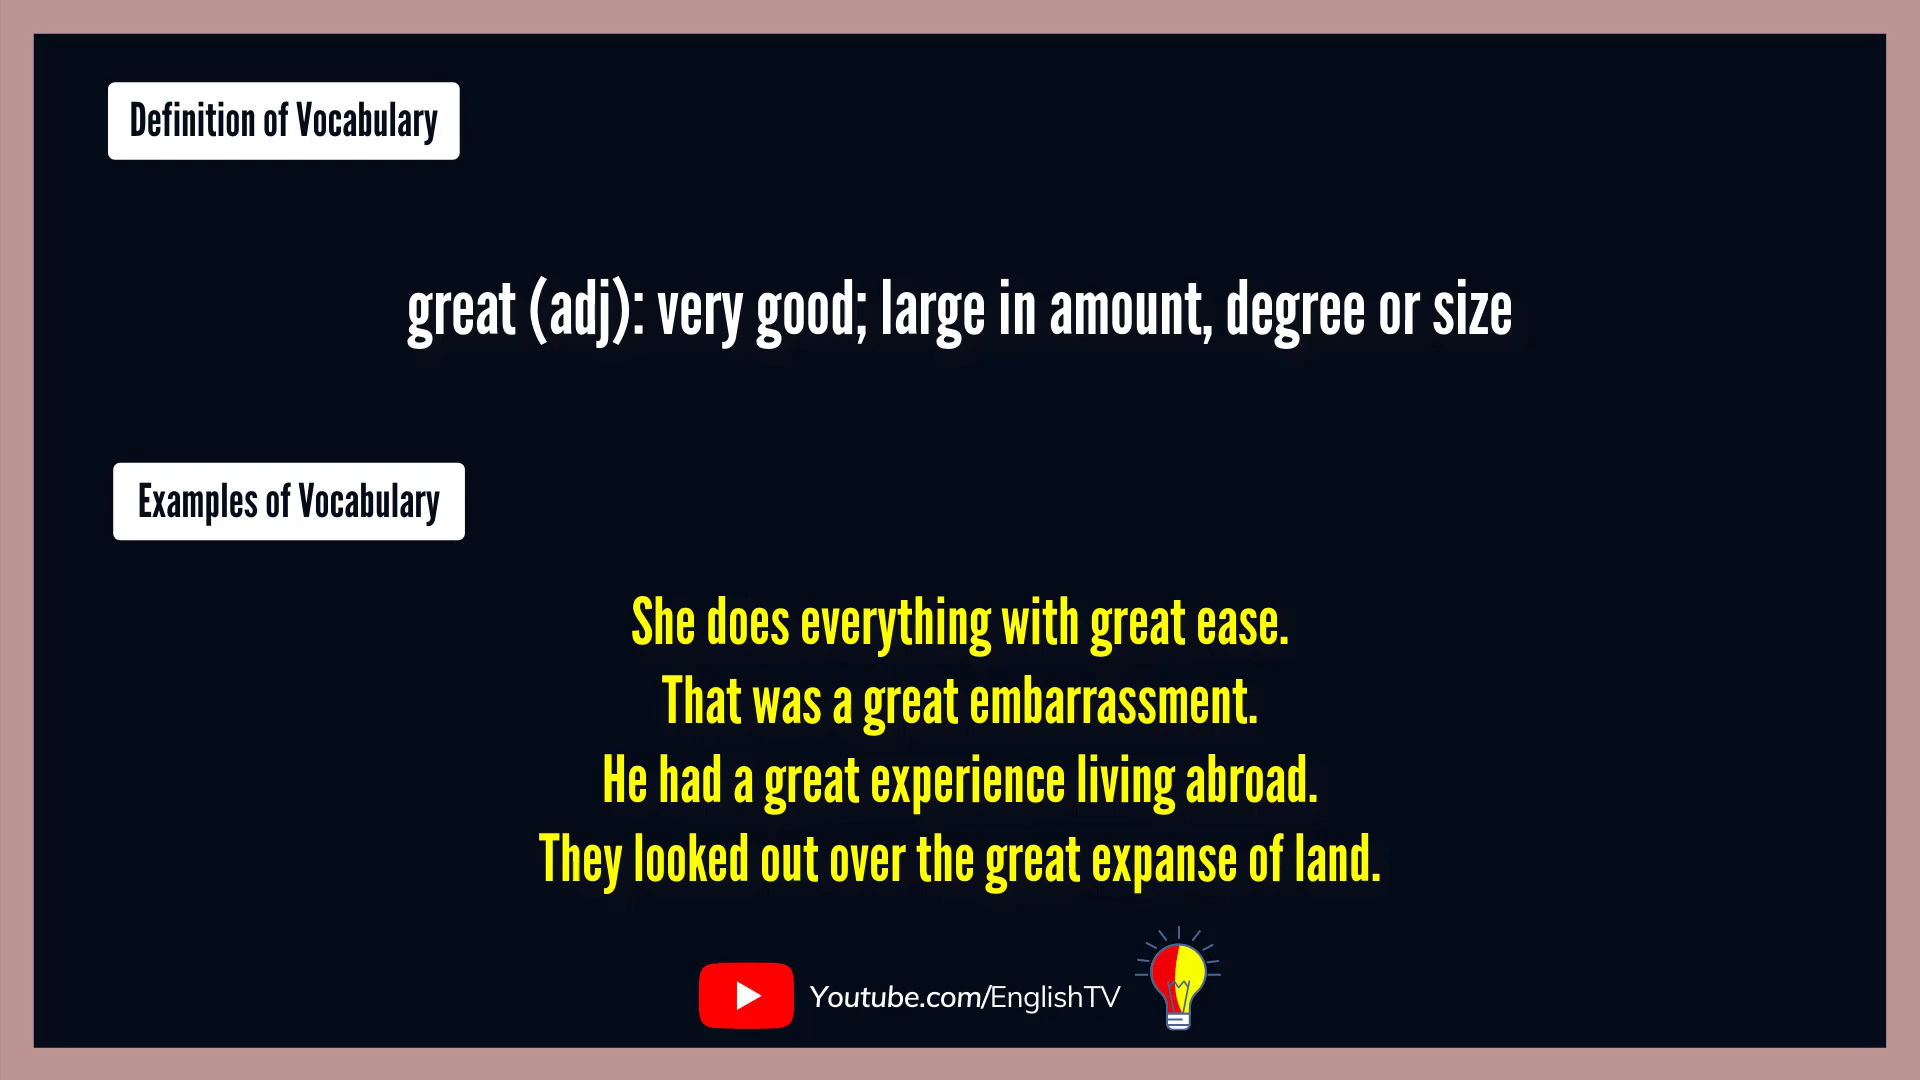 Definition of Vocabulary
great (adj): very good; large in amount, degree or size
Examples of Vocabulary
She does everything with great ease.
That was a great embarrassment.
He had a great experience living abroad.
They looked out over the great expanse of land.
Youtube.com/EnglishTV